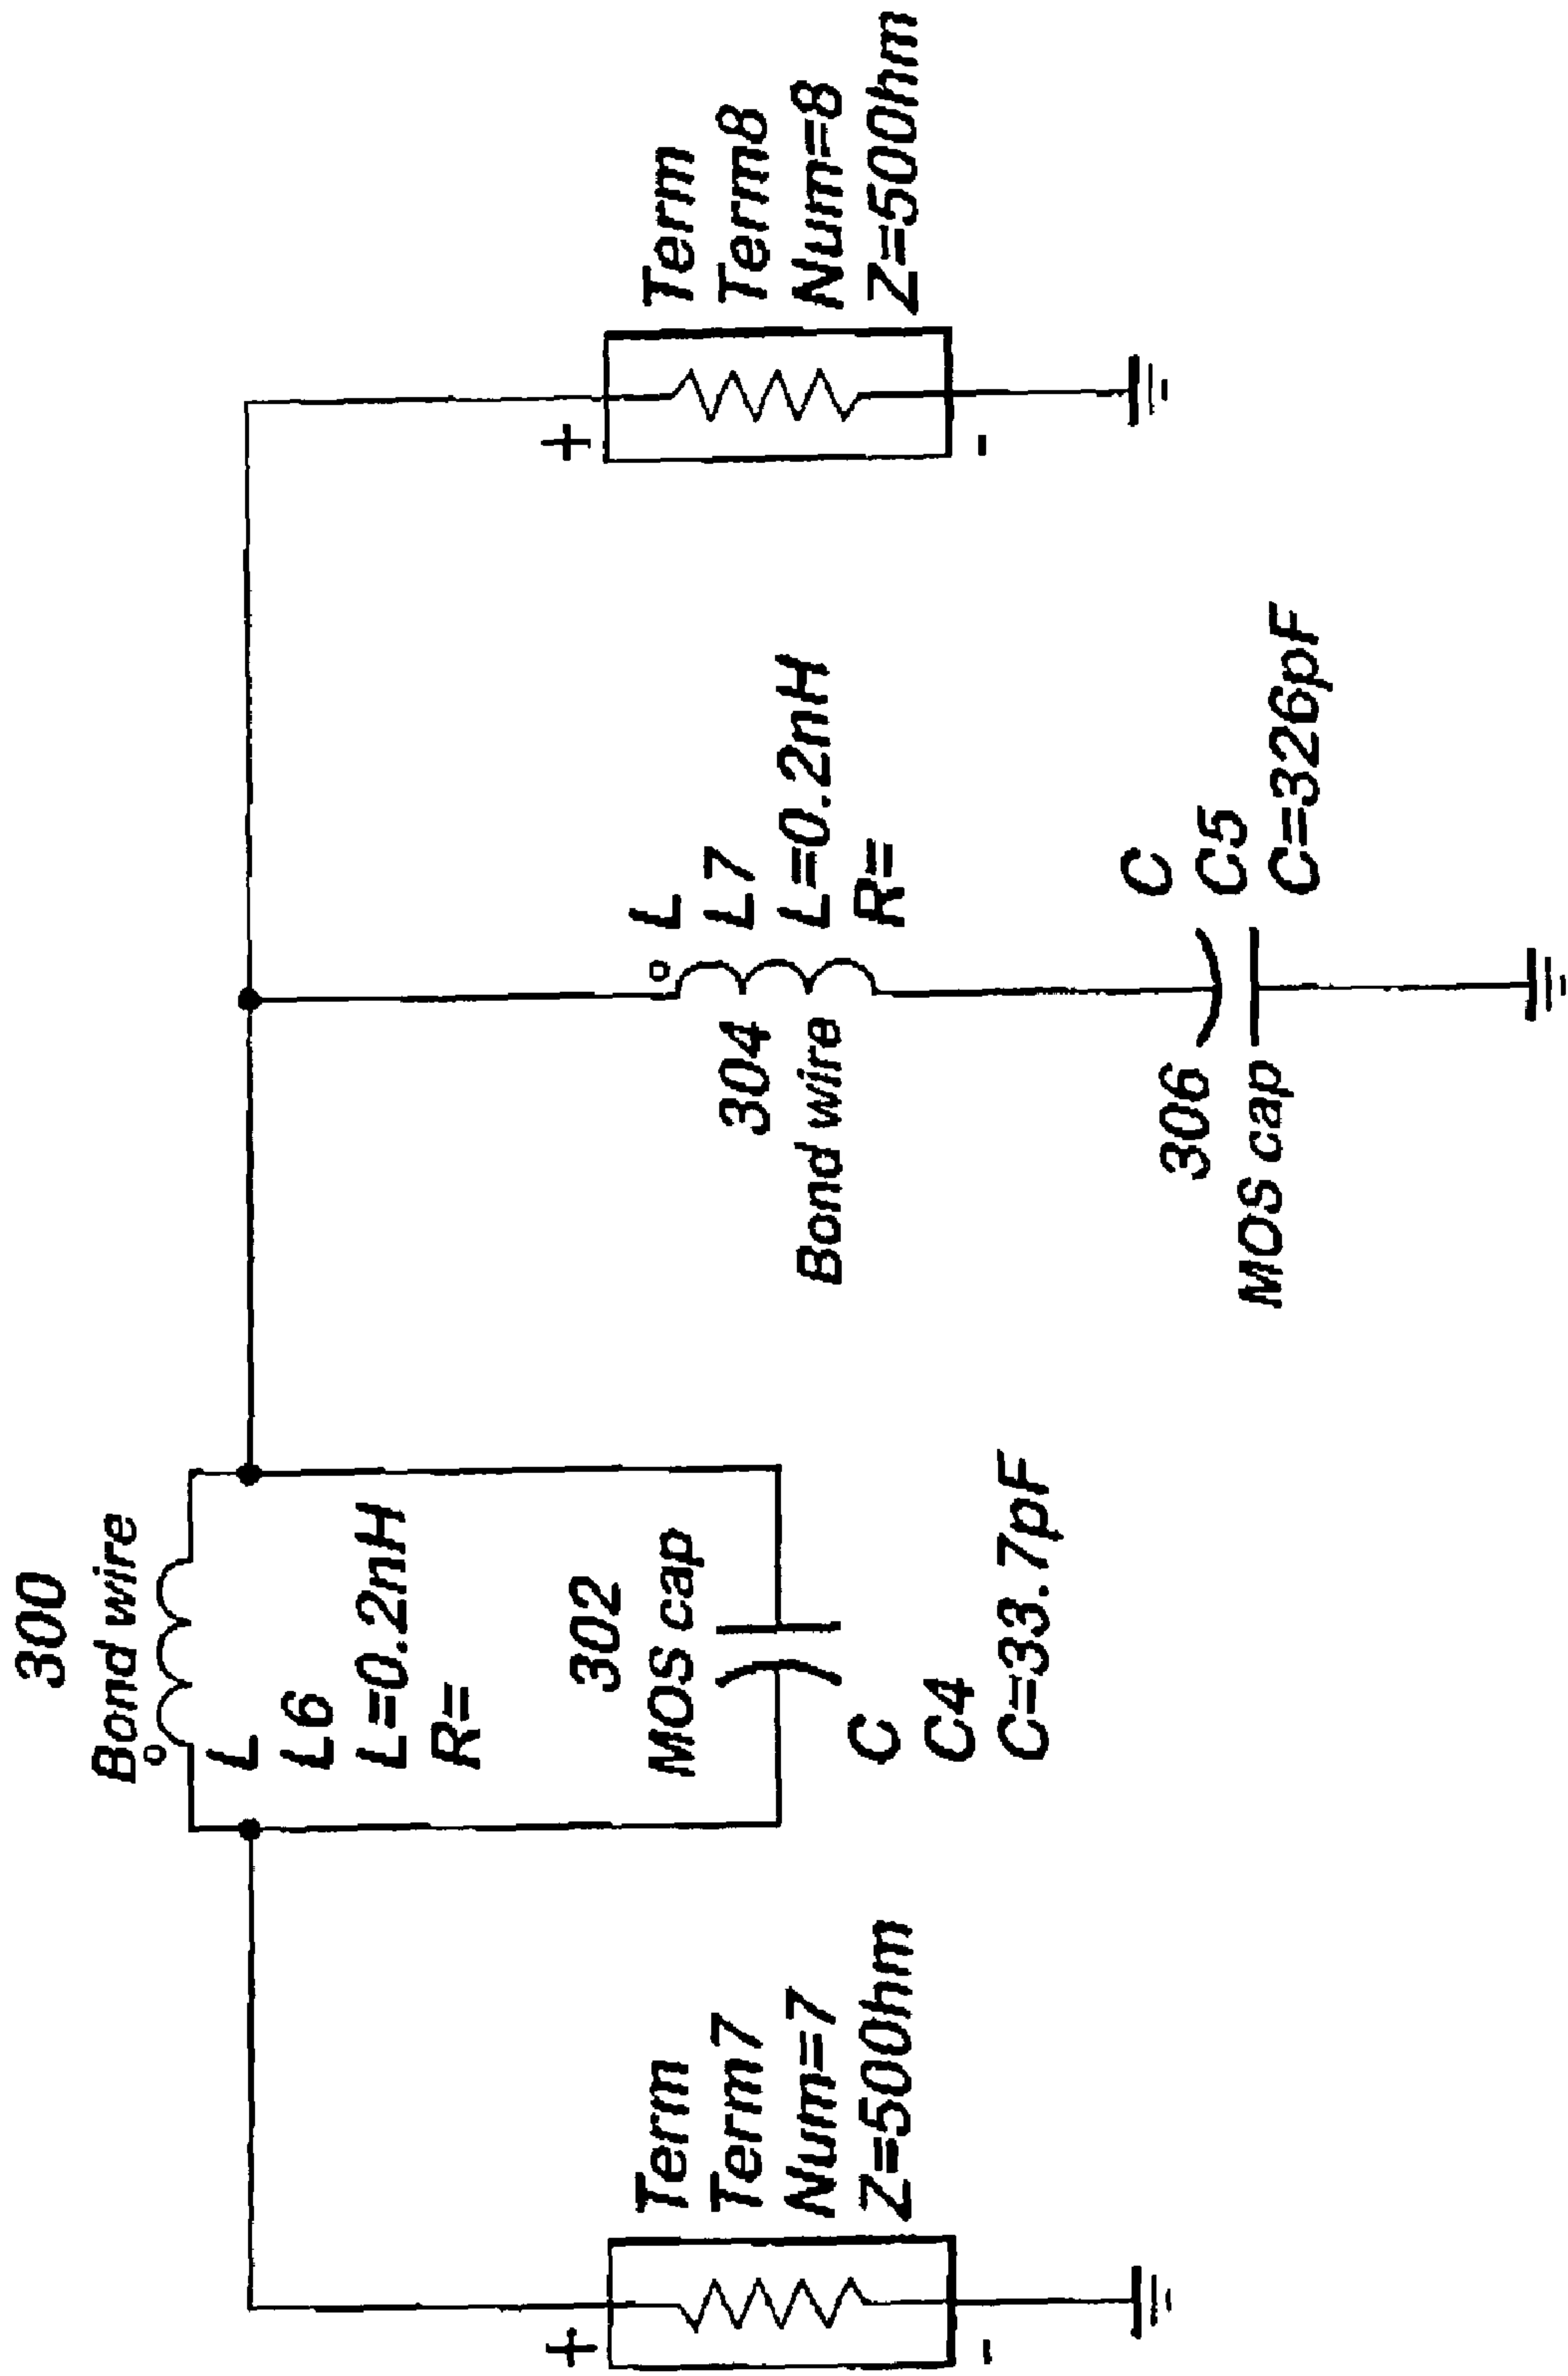 300
Bond wire
L
L6
L=0.2nH
R=
302
MOS cap
C
C4
C=33.7pF
+
Term
Term7
Num=7
Z=50Ohm
-
L
L7
L=0.2nH
R=
304
Bond wire
C
C5
C=326pF
306
MOS cap
+
Term
Term8
Num=8
Z=50Ohm
-